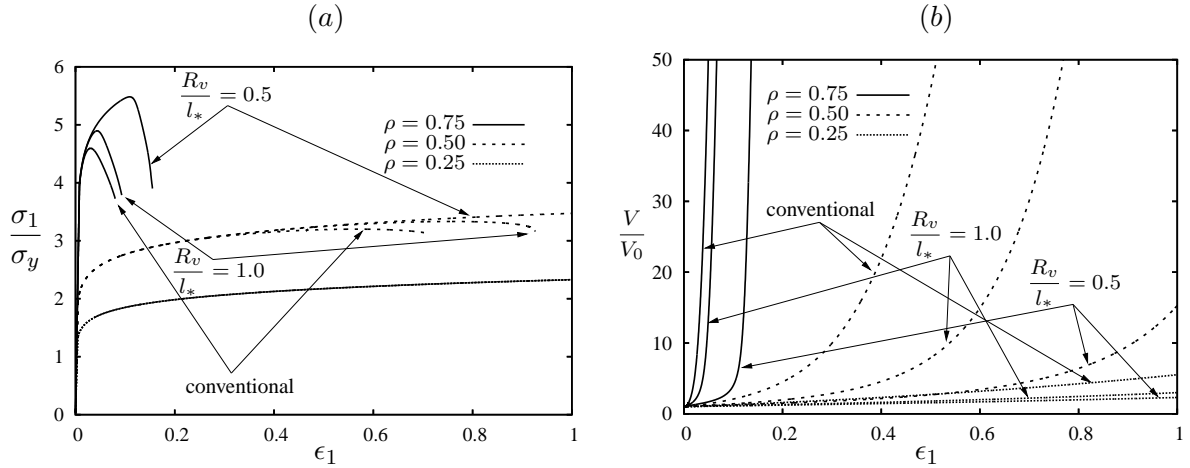 (a)
6
5
4
3
2
1
0
σ1
σy
Rv
l* = 0.5
ρ = 0.75
ρ = 0.50
ρ = 0.25
Rv
l* = 1.0
conventional
0 0.2 0.4 0.6 0.8 1
ϵ1
(b)
50
40
30
20
10
0
V
V0
ρ = 0.75
ρ = 0.50
ρ = 0.25
conventional
Rv
l* = 1.0
Rv
l* = 0.5
0 0.2 0.4 0.6 0.8 1
ϵ1